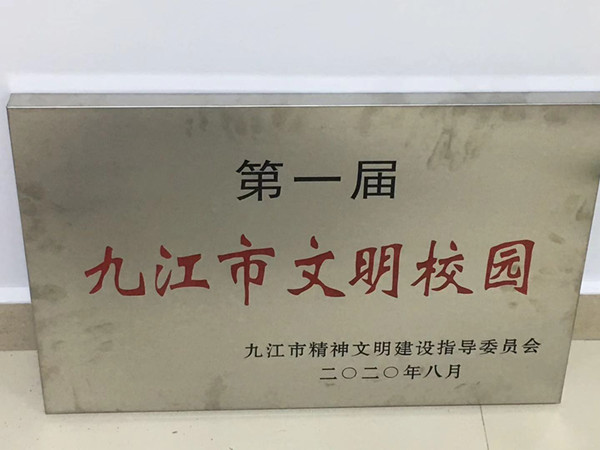 第一届
九江市文明校园
九江市精神文明建设指导委员会
二〇二〇年八月